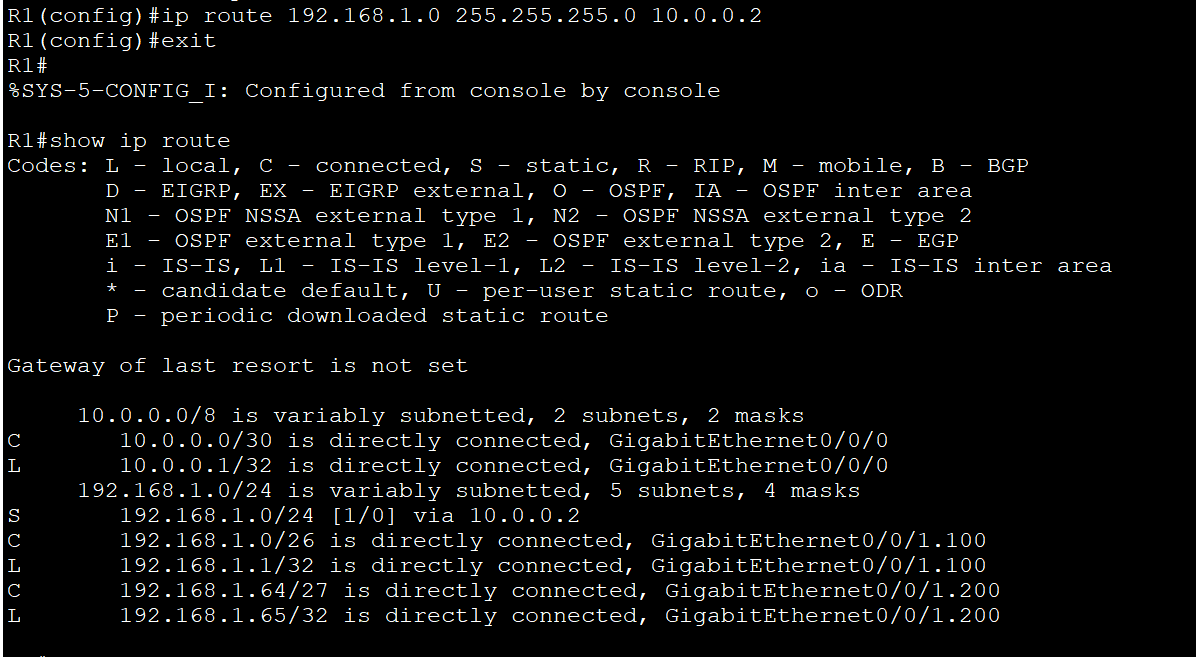 R1(config)#ip route 192.168.1.0 255.255.255.0 10.0.0.2
R1(config)#exit
R1#
%SYS-5-CONFIG_I: Configured from console by console
R1#show ip route
Codes: L - local, C - connected, S - static, R - RIP, M - mobile, B - BGP
D - EIGRP, EX - EIGRP external, O - OSPF, IA - OSPF inter area
N1 - OSPF NSSA external type 1, N2 - OSPF NSSA external type 2
E1 - OSPF external type 1, E2 - OSPF external type 2, E - EGP
i - IS-IS, L1 - IS-IS level-1, L2 - IS-IS level-2, ia - IS-IS inter area
* - candidate default, U - per-user static route, o - ODR
P - periodic downloaded static route
Gateway of last resort is not set
10.0.0.0/8 is variably subnetted, 2 subnets, 2 masks
C 10.0.0.0/30 is directly connected, GigabitEthernet0/0/0
L 10.0.0.1/32 is directly connected, GigabitEthernet0/0/0
192.168.1.0/24 is variably subnetted, 5 subnets, 4 masks
S 192.168.1.0/24 [1/0] via 10.0.0.2
C 192.168.1.0/26 is directly connected, GigabitEthernet0/0/1.100
L 192.168.1.1/32 is directly connected, GigabitEthernet0/0/1.100
C 192.168.1.64/27 is directly connected, GigabitEthernet0/0/1.200
L 192.168.1.65/32 is directly connected, GigabitEthernet0/0/1.200